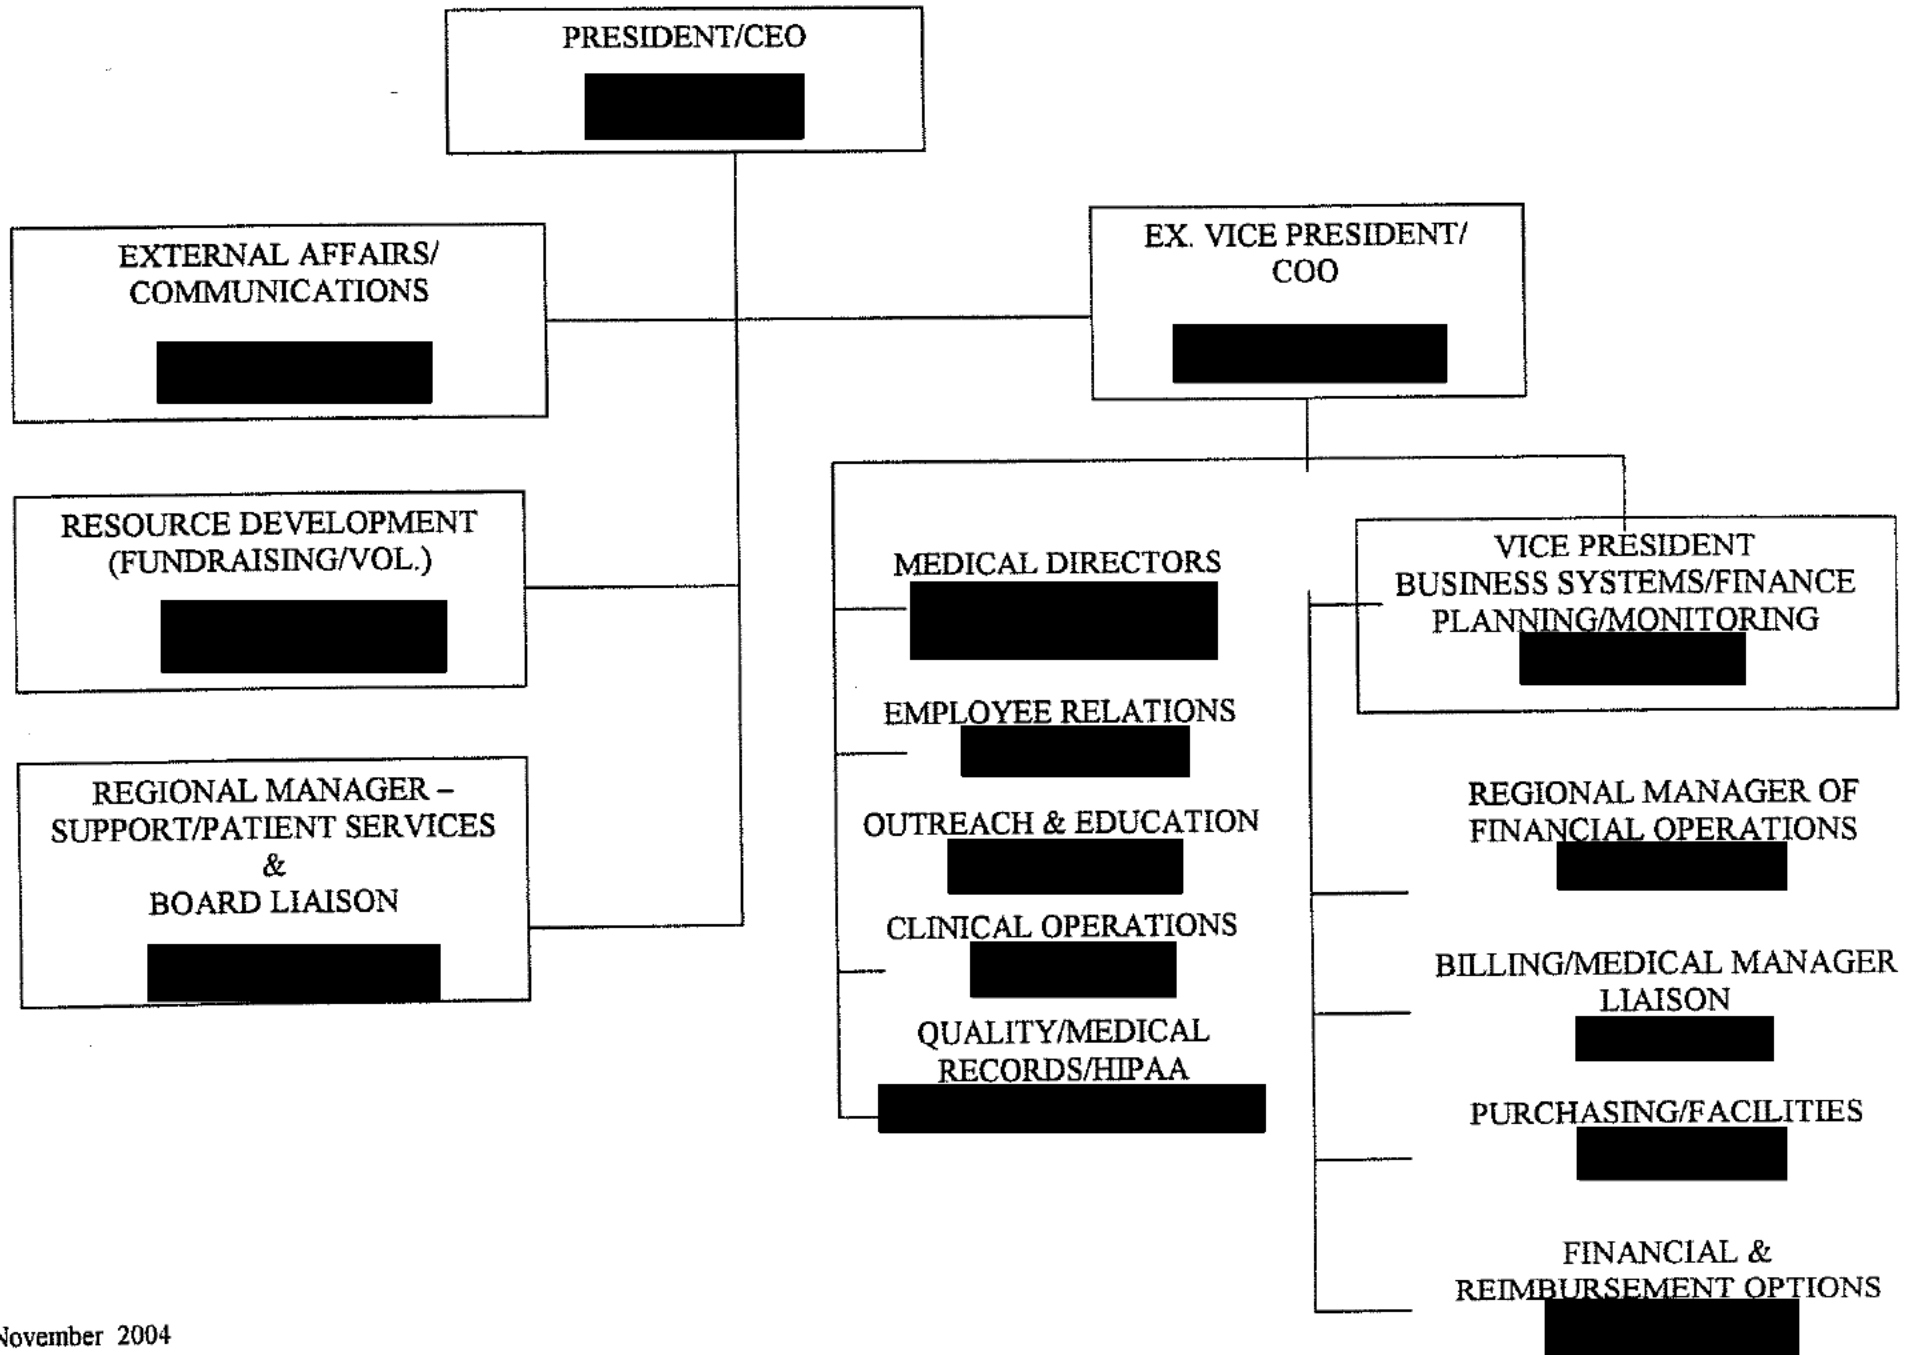 PRESIDENT/CEO
EXTERNAL AFFAIRS/
COMMUNICATIONS
EX. VICE PRESIDENT/
COO
RESOURCE DEVELOPMENT
(FUNDRAISING/VOL.)
REGIONAL MANAGER –
SUPPORT/PATIENT SERVICES
&
BOARD LIAISON
MEDICAL DIRECTORS
EMPLOYEE RELATIONS
OUTREACH & EDUCATION
CLINICAL OPERATIONS
QUALITY/MEDICAL
RECORDS/HIPAA
VICE PRESIDENT
BUSINESS SYSTEMS/FINANCE
PLANNING/MONITORING
REGIONAL MANAGER OF
FINANCIAL OPERATIONS
BILLING/MEDICAL MANAGER
LIAISON
PURCHASING/FACILITIES
FINANCIAL &
REIMBURSEMENT OPTIONS
November 2004